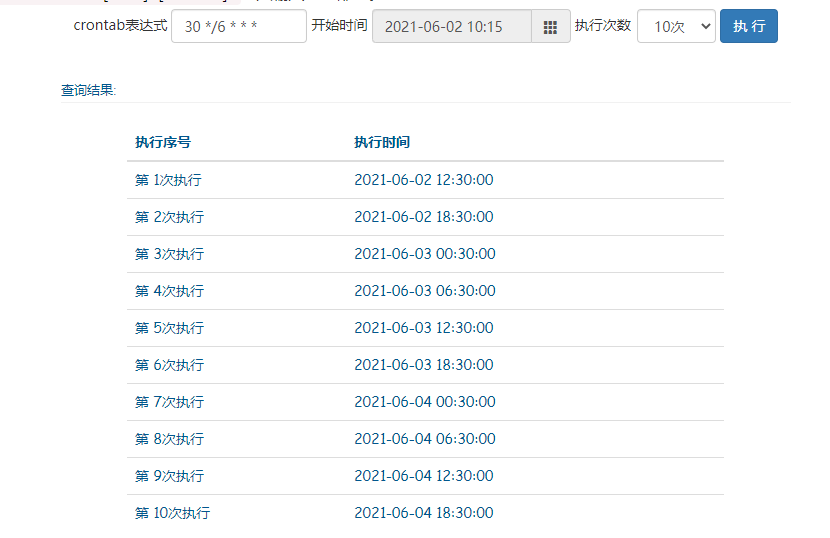 crontab表达式 30 */6 * * * 开始时间 2021-06-02 10:15 执行次数 10次 执 行
查询结果:
执行序号 执行时间
第 1次执行 2021-06-02 12:30:00
第 2次执行 2021-06-02 18:30:00
第 3次执行 2021-06-03 00:30:00
第 4次执行 2021-06-03 06:30:00
第 5次执行 2021-06-03 12:30:00
第 6次执行 2021-06-03 18:30:00
第 7次执行 2021-06-04 00:30:00
第 8次执行 2021-06-04 06:30:00
第 9次执行 2021-06-04 12:30:00
第 10次执行 2021-06-04 18:30:00